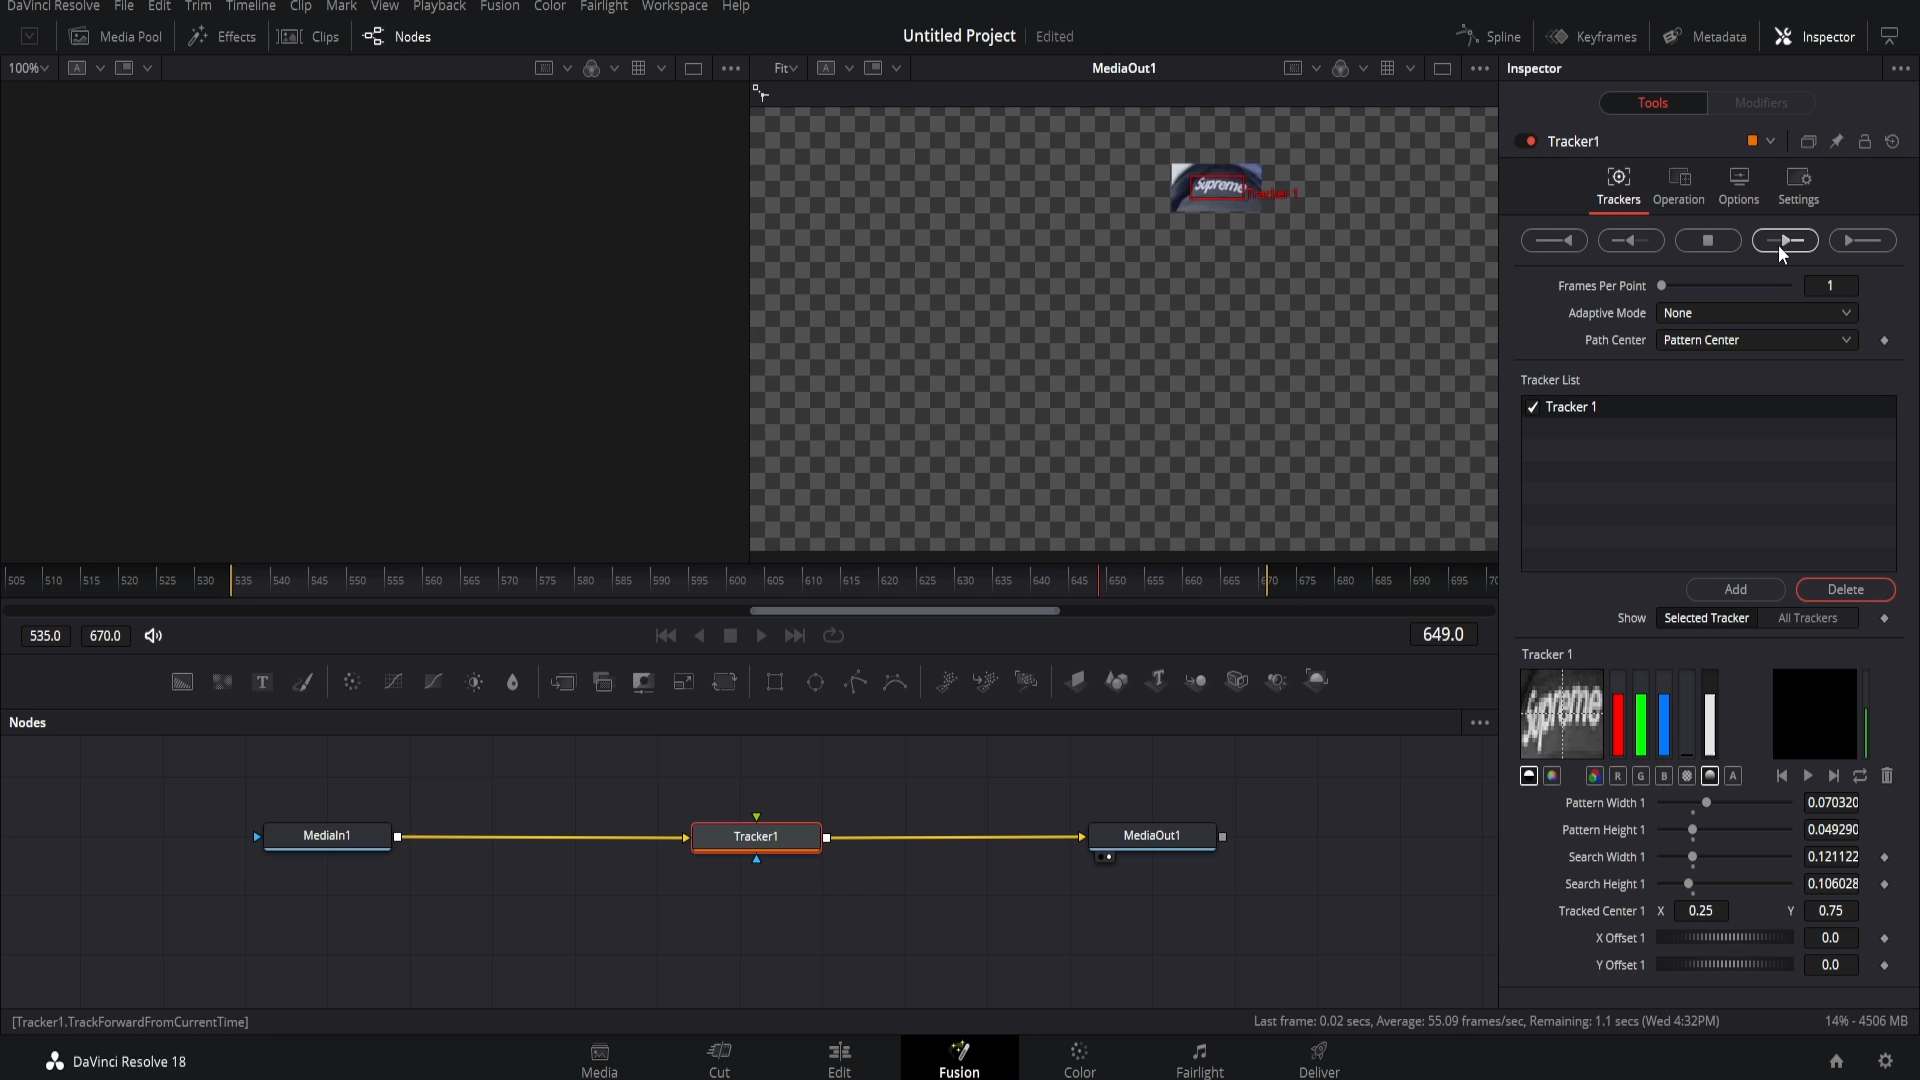 DaVinci Resolve File Edit Trim Timeline Clip Mark View Playback Fusion Color Fairlight Workspace Help
Media Pool Effects Clips Nodes Untitled Project Edited Spline Keyframes Metadata Inspector
100% A Fit A MediaOut1 Inspector
Tools Modifiers
Tracker1
Trackers Operation Options Settings
Supreme
Tracker 1
Frames Per Point 1
Adaptive Mode None
Path Center Pattern Center
Tracker List
Tracker 1
505 510 515 520 525 530 535 540 545 550 555 560 565 570 575 580 585 590 595 600 605 610 615 620 625 630 635 640 645 650 655 660 665 670 675 680 685 690 695 70
Add Delete
Show Selected Tracker All Trackers
535.0 670.0 649.0
Tracker 1
T
Supreme
Nodes
R G B A
Pattern Width 1 0.070320
Pattern Height 1 0.049290
Search Width 1 0.121122
Search Height 1 0.106028
Tracked Center 1 X 0.25 Y 0.75
X Offset 1 0.0
Y Offset 1 0.0
MediaIn1 Tracker1 MediaOut1
[Tracker1.TrackForwardFromCurrentTime] Last frame: 0.02 secs, Average: 55.09 frames/sec, Remaining: 1.1 secs (Wed 4:32PM) 14% - 4506 MB
DaVinci Resolve 18 Media Cut Edit Fusion Color Fairlight Deliver